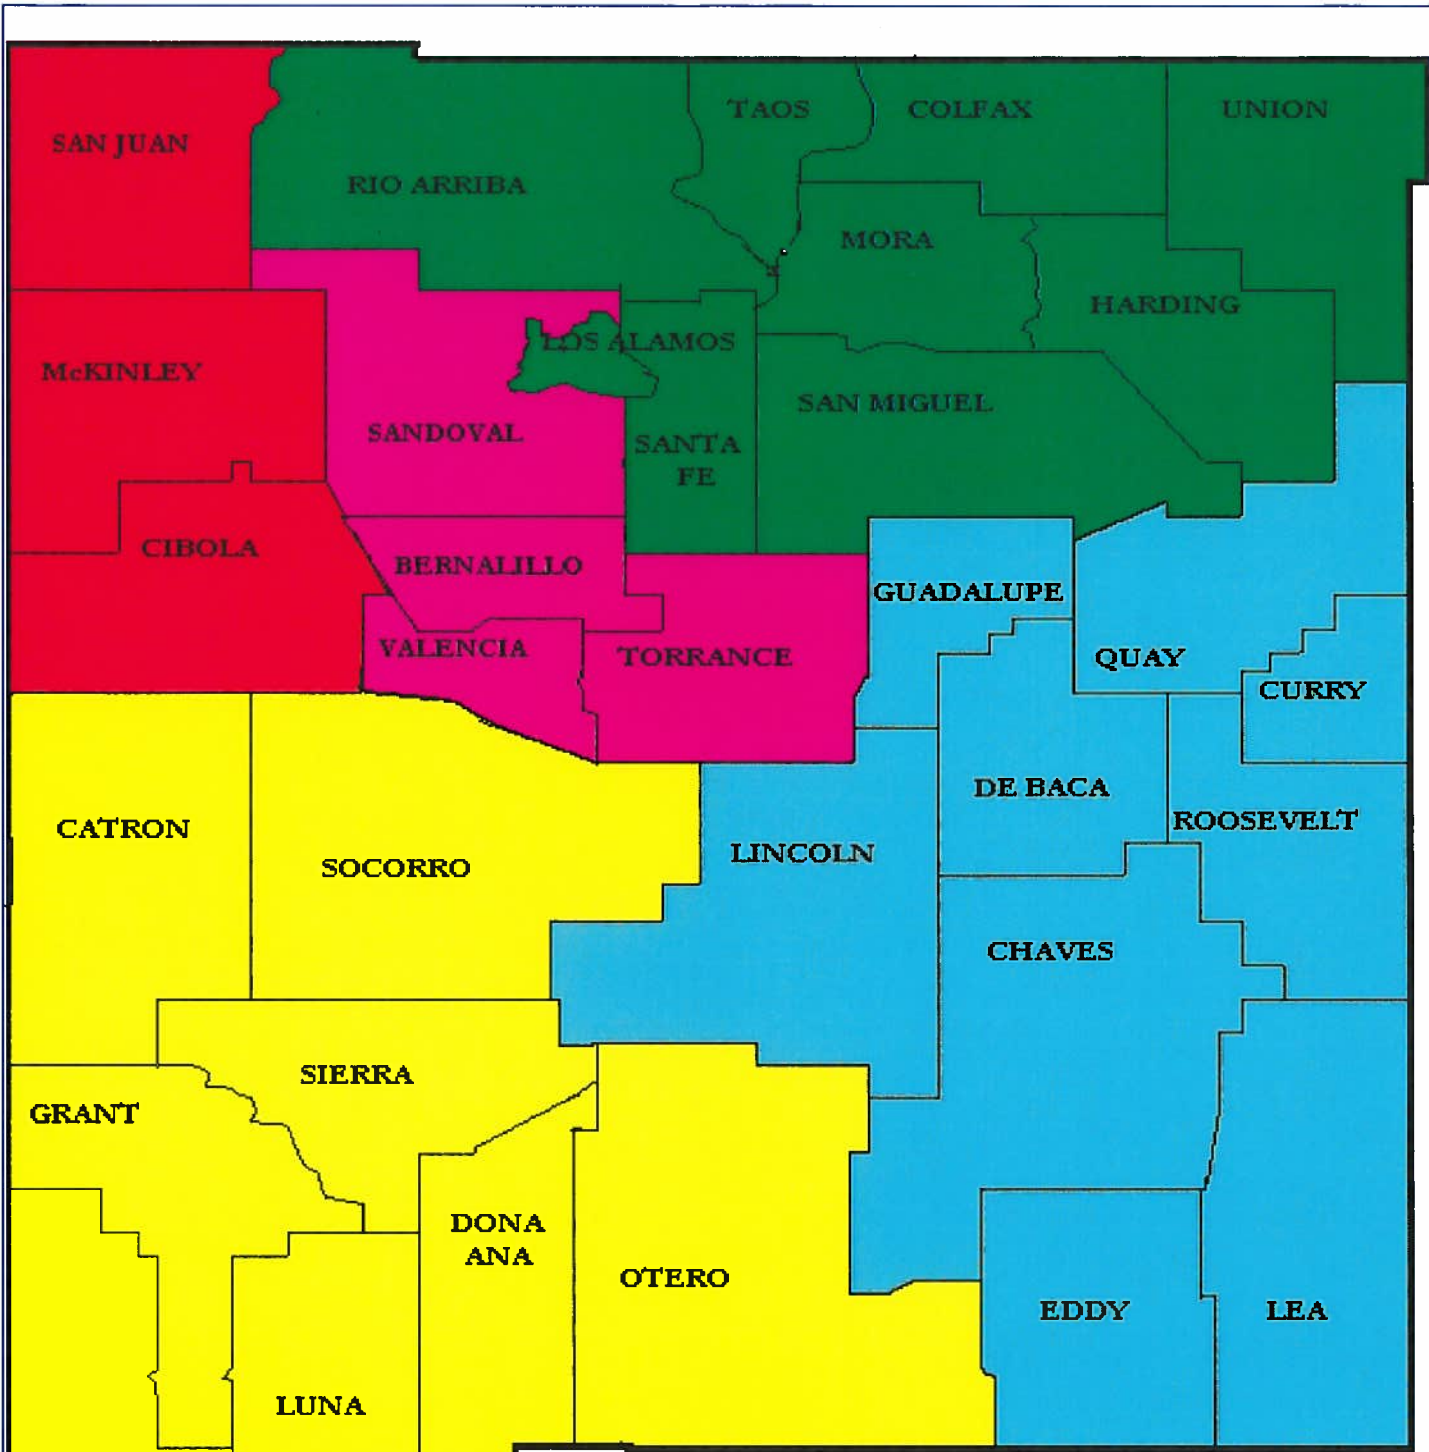 TAOS
COLFAX
UNION
SAN JUAN
RIO ARRIBA
MORA
HARDING
LOS ALAMOS
McKINLEY
SAN MIGUEL
SANDOVAL
SANTA
FE
CIBOLA
BERNALILLO
GUADALUPE
VALENCIA
TORRANCE
QUAY
CURRY
DE BACA
ROOSEVELT
CATRON
LINCOLN
SOCORRO
CHAVES
SIERRA
GRANT
DONA
ANA
OTERO
EDDY
LEA
LUNA